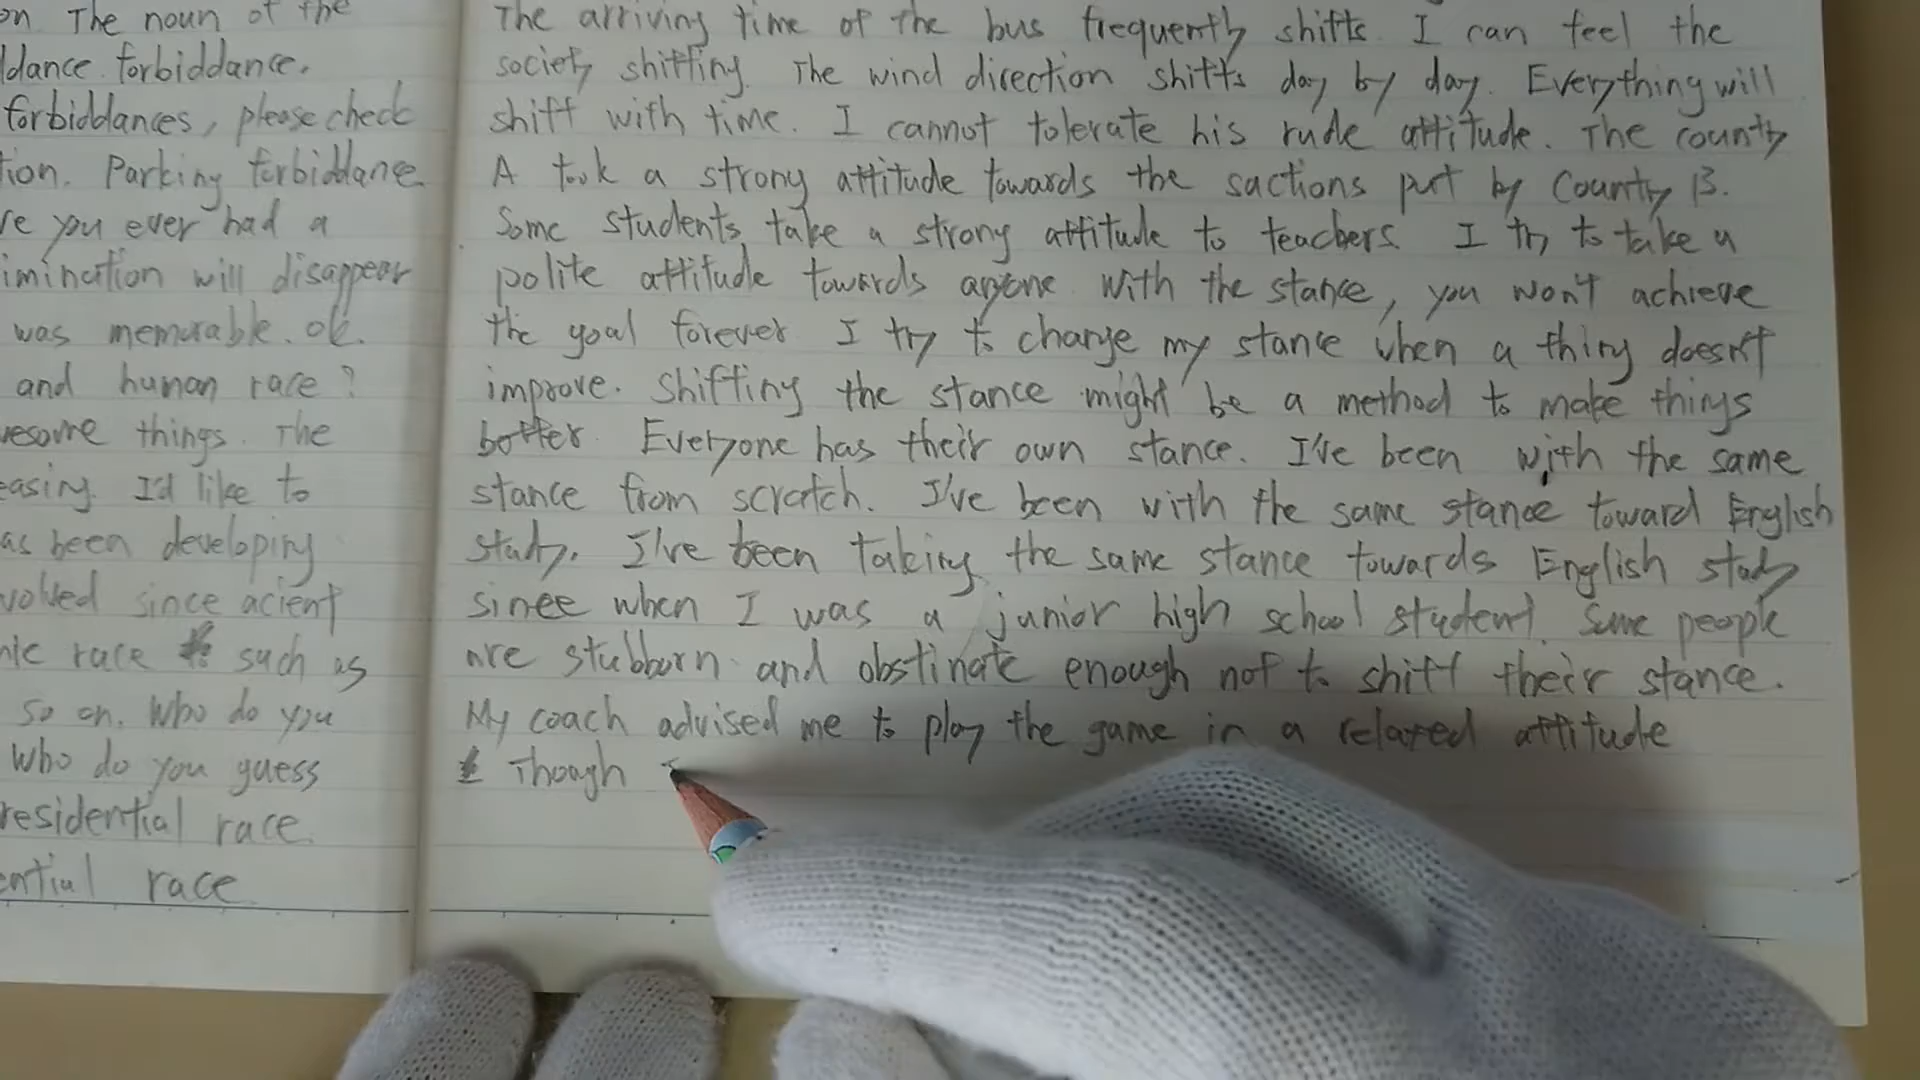 on. The noun of the
ddance forbiddance.
forbiddances, please check
tion. Parking forbiddance.
ve you ever had a
imination will disappear
was memorable. ok.
and human race?
wesome things. The
easing. I'd like to
as been developing
volved since acient
nic race such as
so on. Who do you
Who do you guess
residential race.
ential race.
The arriving time of the bus frequently shifts. I can feel the
society shifting. The wind direction shifts day by day. Everything will
shift with time. I cannot tolerate his rude attitude. The county
A took a strong attitude towards the sactions put by County B.
Some students take a strong attitude to teachers. I try to take a
polite attitude towards anyone. With the stance, you won't achieve
the goal forever. I try to change my stance when a thing doesn't
improve. Shifting the stance might be a method to make things
better. Everyone has their own stance. I've been with the same
stance from scratch. I've been with the same stance toward English
study. I've been taking the same stance towards English study
since when I was a junior high school student. Some people
are stubborn and obstinate enough not to shift their stance.
My coach advised me to play the game in a relaxed attitude
Though